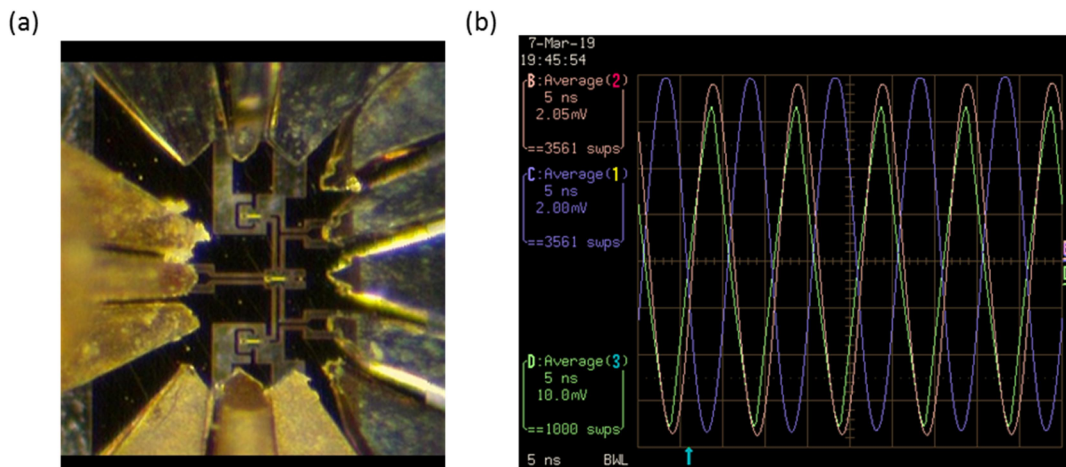 (a)
(b)
7-Mar-19
19:45:54
B:Average(2)
5 ns
2.05mV
==3561 swps
C:Average(1)
5 ns
2.00mV
==3561 swps
D:Average(3)
5 ns
10.0mV
==1000 swps
5 ns BWL